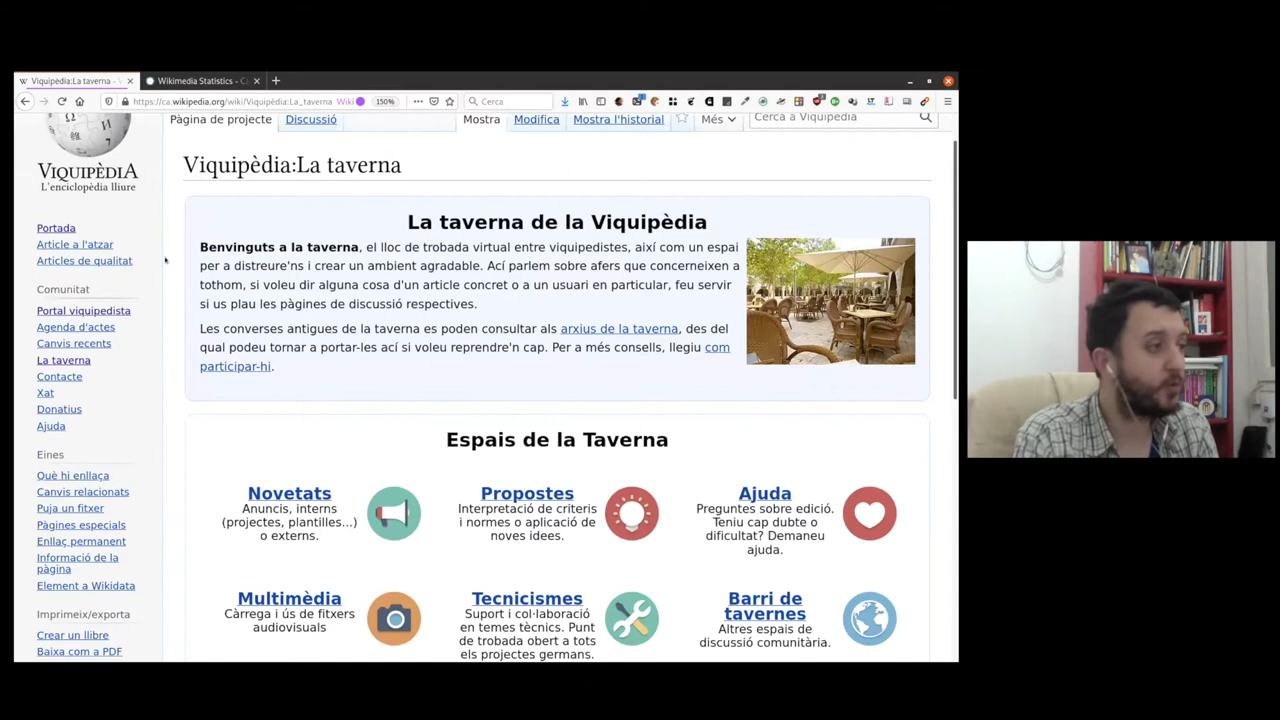 Viquipèdia:La taverna -
Wikimedia Statistics -
https://ca.wikipedia.org/wiki/Viquipèdia:La_taverna
Wiki
150%
Cerca
Pàgina de projecte
Discussió
Mostra
Modifica
Mostra l'historial
Més
Cerca a Viquipèdia
VIQUIPÈDIA
L'enciclopèdia lliure
Portada
Article a l'atzar
Articles de qualitat
Comunitat
Portal viquipedista
Agenda d'actes
Canvis recents
La taverna
Contacte
Xat
Donatius
Ajuda
Eines
Què hi enllaça
Canvis relacionats
Puja un fitxer
Pàgines especials
Enllaç permanent
Informació de la
pàgina
Element a Wikidata
Imprimeix/exporta
Crear un llibre
Baixa com a PDF
Viquipèdia:La taverna
La taverna de la Viquipèdia
Benvinguts a la taverna, el lloc de trobada virtual entre viquipedistes, així com un espai
per a distreure'ns i crear un ambient agradable. Ací parlem sobre afers que concerneixen a
tothom, si voleu dir alguna cosa d'un article concret o a un usuari en particular, feu servir
si us plau les pàgines de discussió respectives.
Les converses antigues de la taverna es poden consultar als arxius de la taverna, des del
qual podeu tornar a portar-les ací si voleu reprendre'n cap. Per a més consells, llegiu com
participar-hi.
Espais de la Taverna
Novetats
Anuncis, interns
(projectes, plantilles...)
o externs.
Propostes
Interpretació de criteris
i normes o aplicació de
noves idees.
Ajuda
Preguntes sobre edició.
Teniu cap dubte o
dificultat? Demaneu
ajuda.
Multimèdia
Càrrega i ús de fitxers
audiovisuals
Tecnicismes
Suport i col·laboració
en temes tècnics. Punt
de trobada obert a tots
els projectes germans.
Barri de
tavernes
Altres espais de
discussió comunitària.